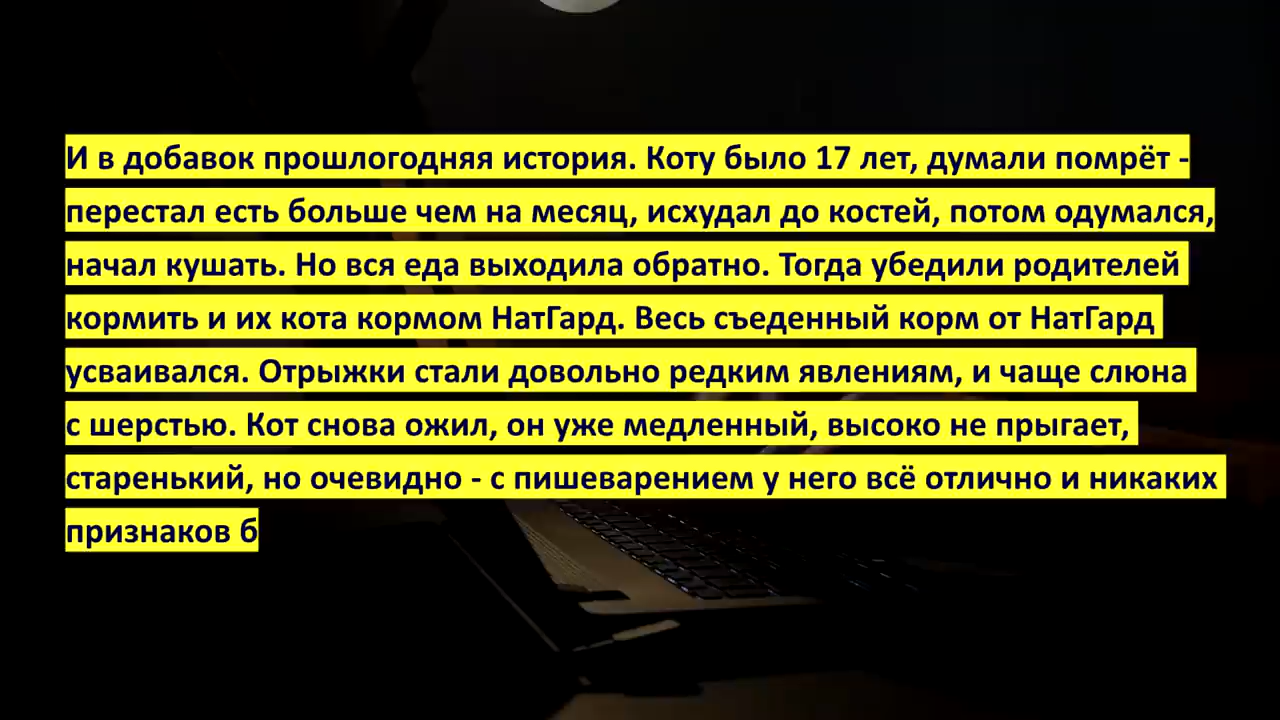 И в добавок прошлогодняя история. Коту было 17 лет, думали помрёт -
перестал есть больше чем на месяц, исхудал до костей, потом одумался,
начал кушать. Но вся еда выходила обратно. Тогда убедили родителей
кормить и их кота кормом НатГард. Весь съеденный корм от НатГард
усваивался. Отрыжки стали довольно редким явлениям, и чаще слюна
с шерстью. Кот снова ожил, он уже медленный, высоко не прыгает,
старенький, но очевидно - с пишеварением у него всё отлично и никаких
признаков б